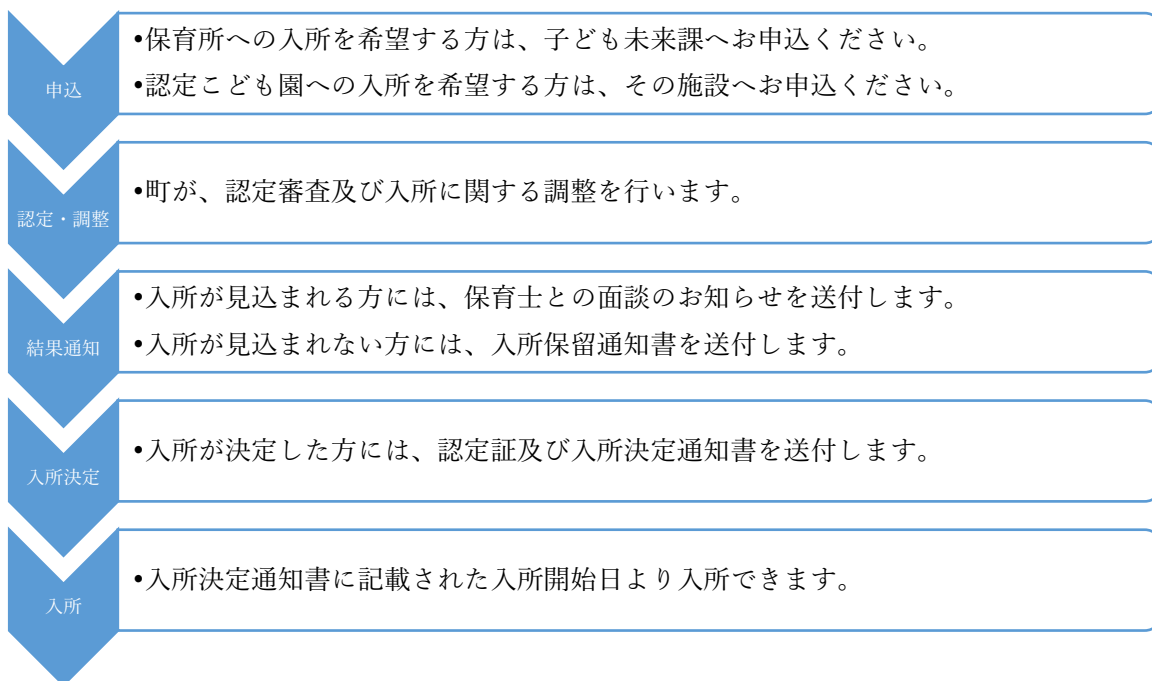 •保育所への入所を希望する方は、子ども未来課へお申込ください。
申込
•認定こども園への入所を希望する方は、その施設へお申込ください。
•町が、認定審査及び入所に関する調整を行います。
認定・調整
•入所が見込まれる方には、保育士との面談のお知らせを送付します。
結果通知
•入所が見込まれない方には、入所保留通知書を送付します。
•入所が決定した方には、認定証及び入所決定通知書を送付します。
入所決定
•入所決定通知書に記載された入所開始日より入所できます。
入所